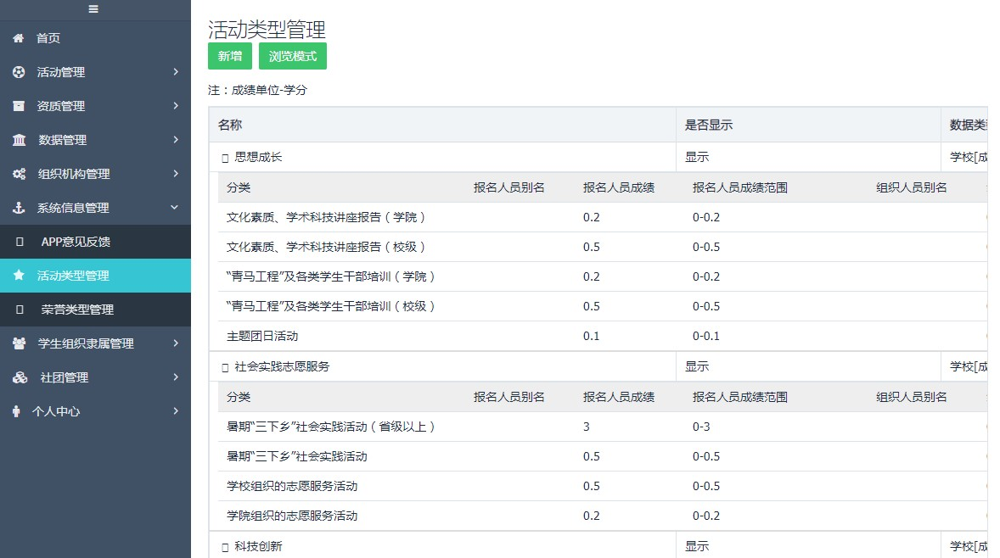 首页
活动管理
资质管理
数据管理
组织机构管理
系统信息管理
APP意见反馈
活动类型管理
荣誉类型管理
学生组织隶属管理
社团管理
个人中心
活动类型管理
新增 浏览模式
注：成绩单位-学分
名称 是否显示 数据类
思想成长 显示 学校[成
分类 报名人员别名 报名人员成绩 报名人员成绩范围 组织人员别名
文化素质、学术科技讲座报告（学院） 0.2 0-0.2
文化素质、学术科技讲座报告（校级） 0.5 0-0.5
“青马工程”及各类学生干部培训（学院） 0.2 0-0.2
“青马工程”及各类学生干部培训（校级） 0.5 0-0.5
主题团日活动 0.1 0-0.1
社会实践志愿服务 显示 学校[成
分类 报名人员别名 报名人员成绩 报名人员成绩范围 组织人员别名
暑期“三下乡”社会实践活动（省级以上） 3 0-3
暑期“三下乡”社会实践活动 0.5 0-0.5
学校组织的志愿服务活动 0.5 0-0.5
学院组织的志愿服务活动 0.2 0-0.2
科技创新 显示 学校[成